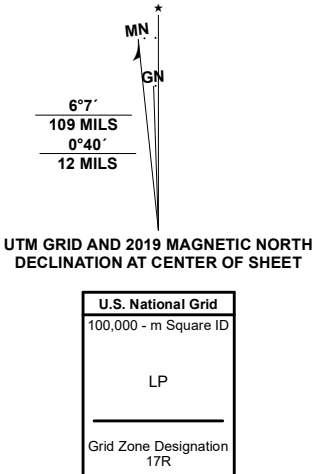 MN
GN
6°7´
109 MILS
0°40´
12 MILS
UTM GRID AND 2019 MAGNETIC NORTH
DECLINATION AT CENTER OF SHEET
U.S. National Grid
100,000 - m Square ID
LP
Grid Zone Designation
17R